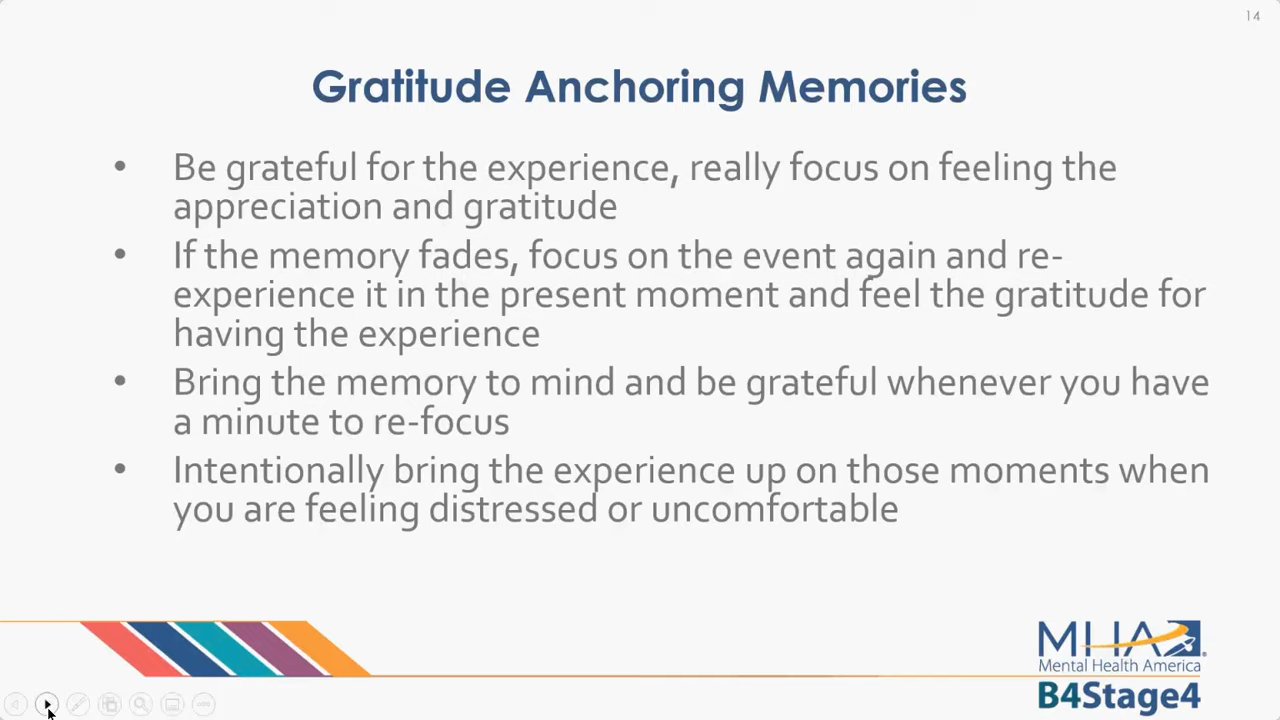 14
Gratitude Anchoring Memories
• Be grateful for the experience, really focus on feeling the
appreciation and gratitude
• If the memory fades, focus on the event again and re-
experience it in the present moment and feel the gratitude for
having the experience
• Bring the memory to mind and be grateful whenever you have
a minute to re-focus
• Intentionally bring the experience up on those moments when
you are feeling distressed or uncomfortable
MHA®
Mental Health America
B4Stage4